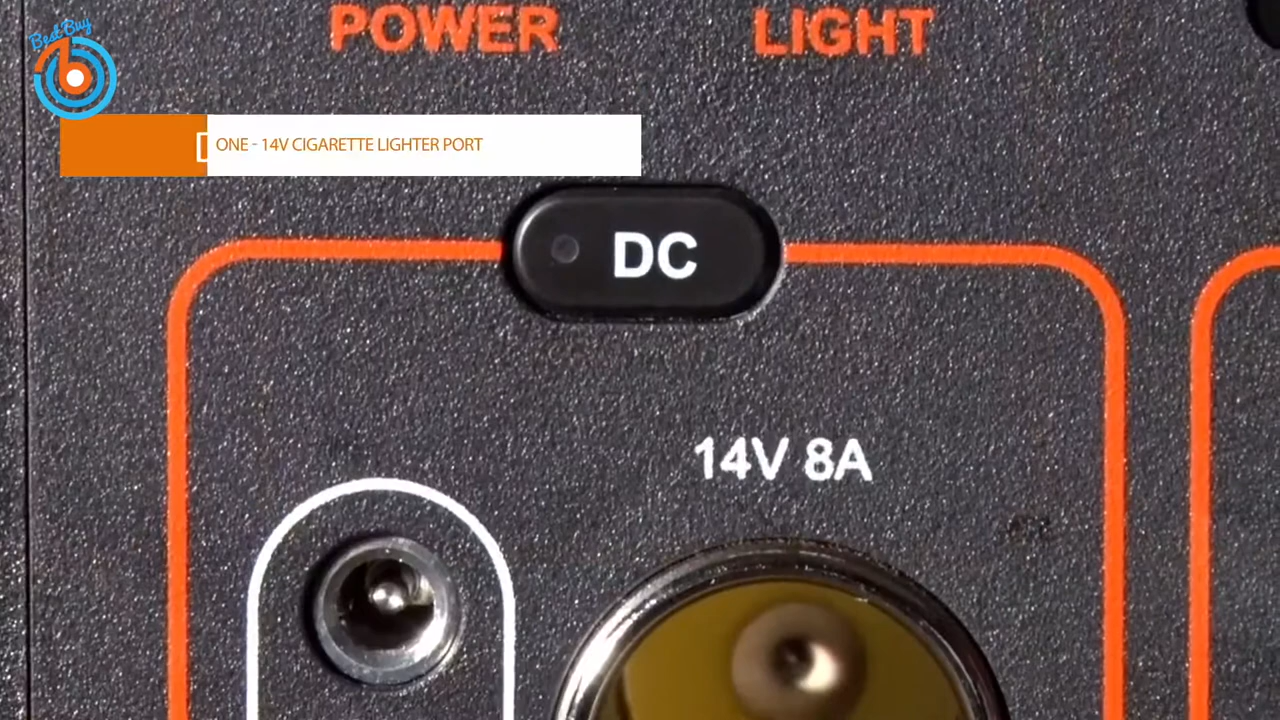 POWER
LIGHT
Best Buy
ONE - 14V CIGARETTE LIGHTER PORT
DC
14V 8A